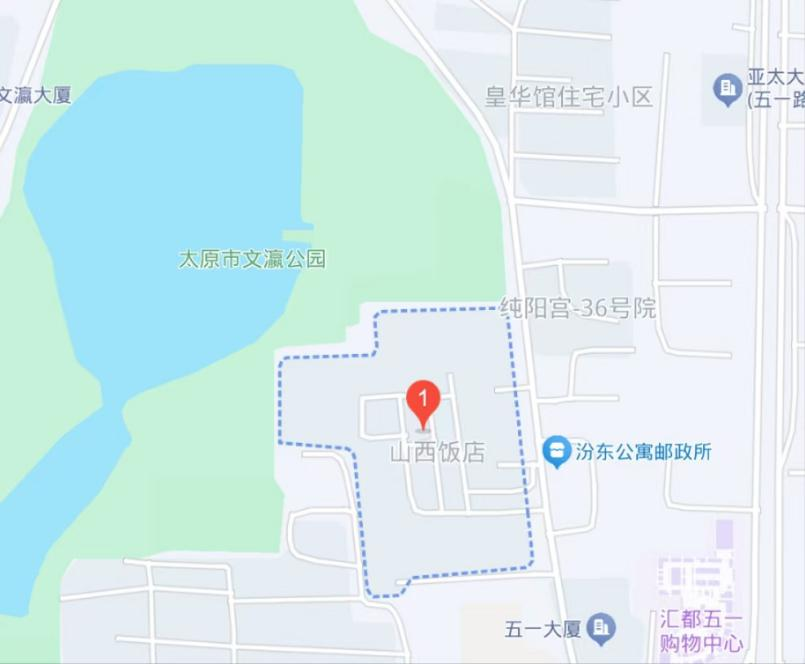 文瀛大厦
皇华馆住宅小区
亚太大
(五一路
太原市文瀛公园
纯阳宫-36号院
1
山西饭店
汾东公寓邮政所
五一大厦
汇都五一
购物中心